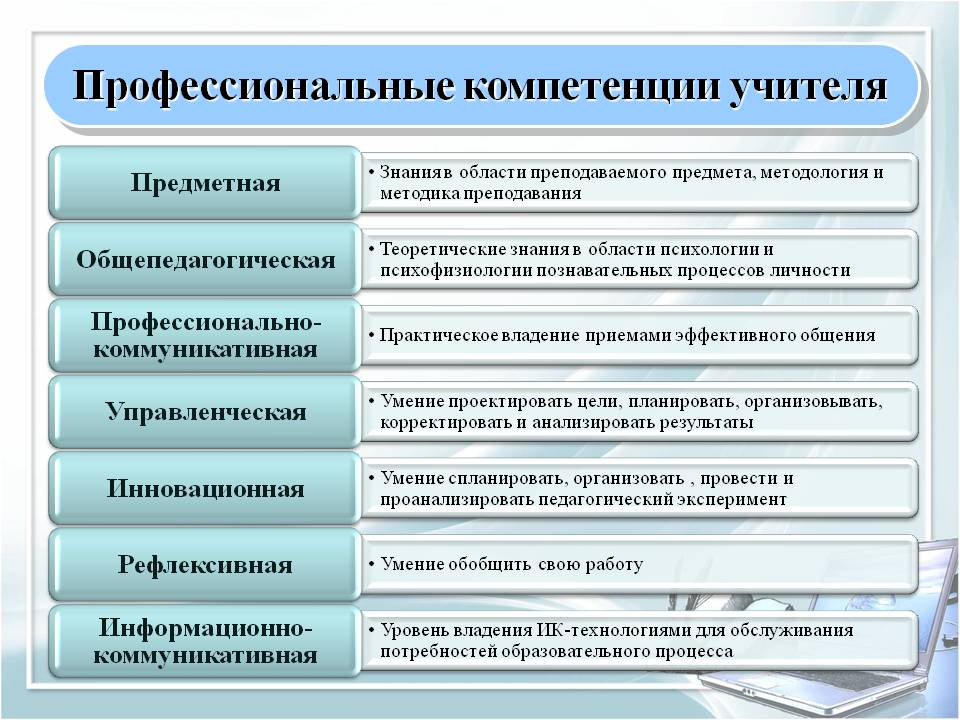 Профессиональные компетенции учителя
Предметная
• Знания в области преподаваемого предмета, методология и
методика преподавания
Общепедагогическая
• Теоретические знания в области психологии и
психофизиологии познавательных процессов личности
Профессионально-
коммуникативная
• Практическое владение приемами эффективного общения
Управленческая
• Умение проектировать цели, планировать, организовывать,
корректировать и анализировать результаты
Инновационная
• Умение спланировать, организовать , провести и
проанализировать педагогический эксперимент
Рефлексивная
• Умение обобщить свою работу
Информационно-
коммуникативная
• Уровень владения ИК-технологиями для обслуживания
потребностей образовательного процесса